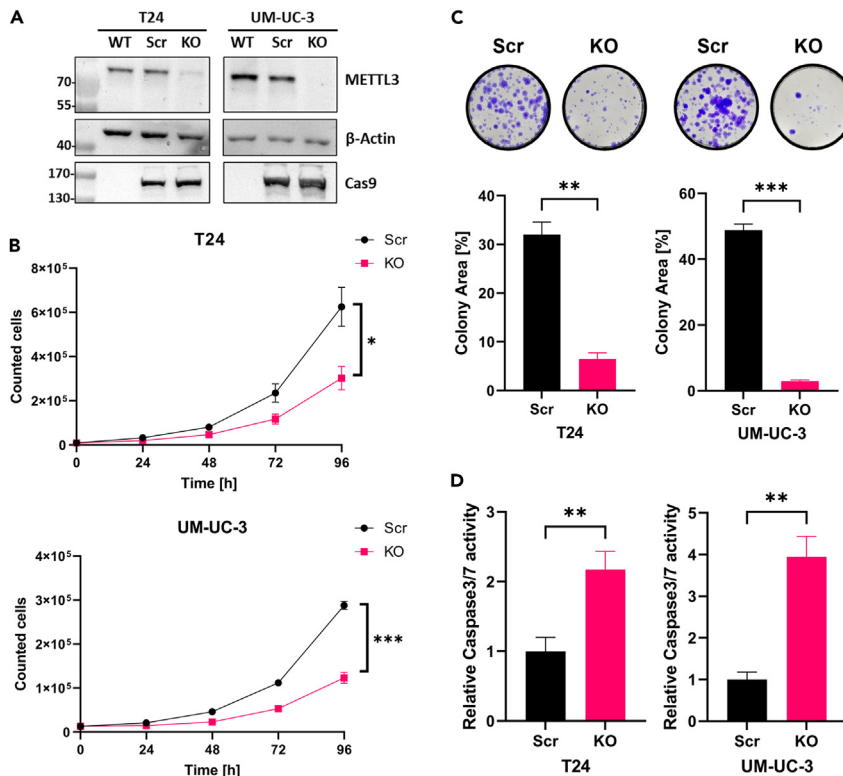 A
T24
UM-UC-3
WT Scr KO
WT Scr KO
70-
55-
METTL3
40-
β-Actin
170-
130-
Cas9
B
T24
Scr
KO
8×10⁵
6×10⁵
4×10⁵
2×10⁵
0
Counted cells
*
0 24 48 72 96
Time [h]
UM-UC-3
Scr
KO
4×10⁵
3×10⁵
2×10⁵
1×10⁵
0
Counted cells
***
0 24 48 72 96
Time [h]
C
Scr KO
Scr KO
**
40
30
20
10
0
Colony Area [%]
Scr KO
T24
***
60
40
20
0
Colony Area [%]
Scr KO
UM-UC-3
D
**
3
2
1
0
Relative Caspase3/7 activity
Scr KO
T24
**
5
4
3
2
1
0
Relative Caspase3/7 activity
Scr KO
UM-UC-3